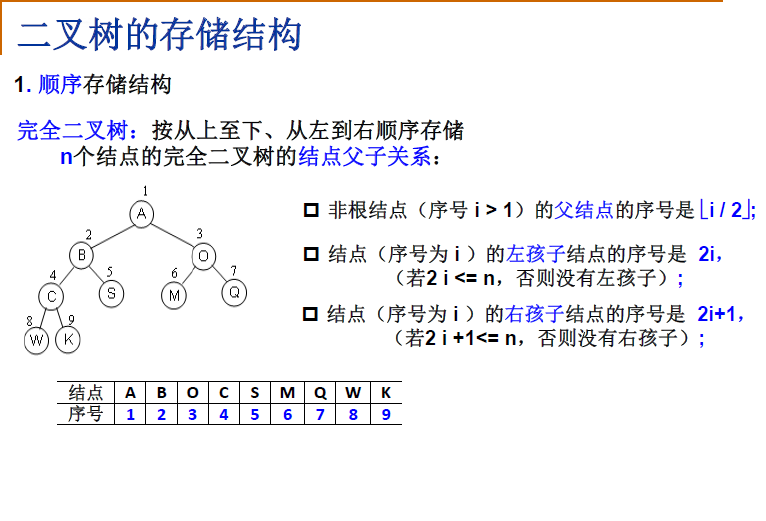 二叉树的存储结构
1. 顺序存储结构
完全二叉树：按从上至下、从左到右顺序存储
n个结点的完全二叉树的结点父子关系：
1
A
2
3
B
O
4
5
6
7
C
S
M
Q
8
9
W
K
非根结点（序号 i > 1）的父结点的序号是 ⌊i / 2⌋;
结点（序号为 i ）的左孩子结点的序号是 2i，
（若2 i <= n，否则没有左孩子）;
结点（序号为 i ）的右孩子结点的序号是 2i+1，
（若2 i +1<= n，否则没有右孩子）;
结点 A B O C S M Q W K
序号 1 2 3 4 5 6 7 8 9